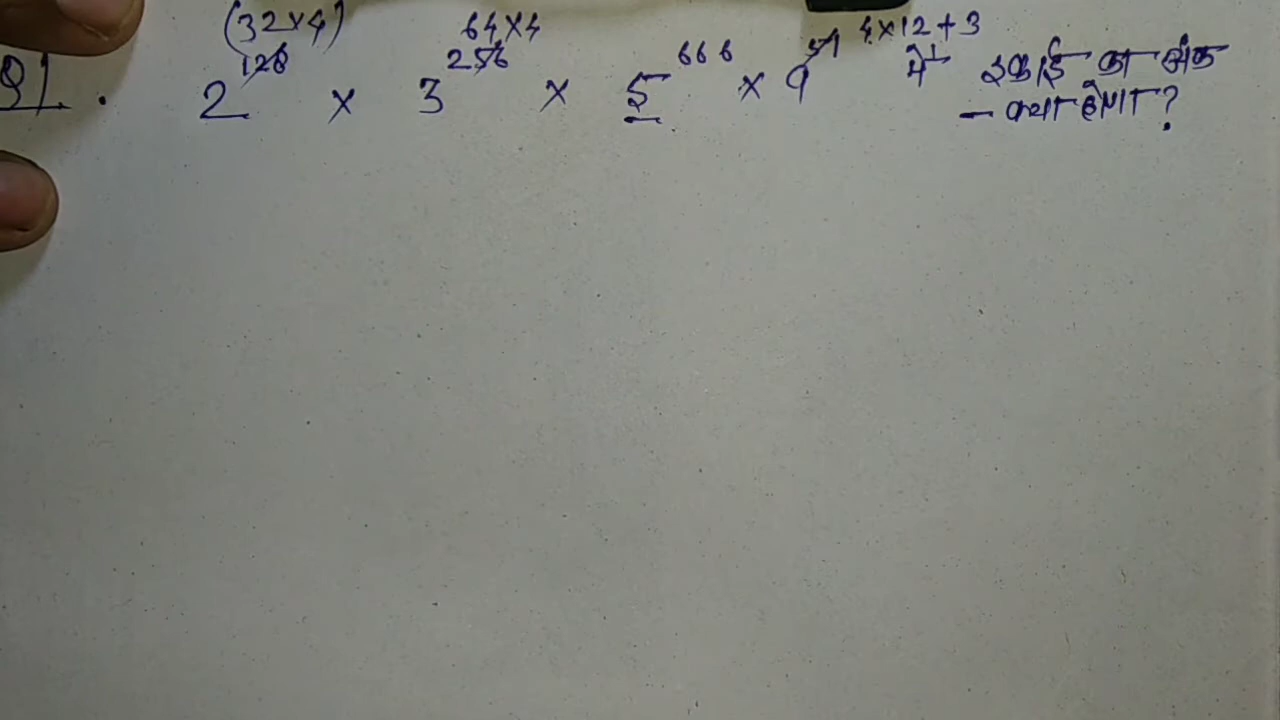 (32×4) 64×4 4×12+3
Q1. 2^128 × 3^256 × 5^666 × 9^51 में इकाई का अंक
क्या होगा?